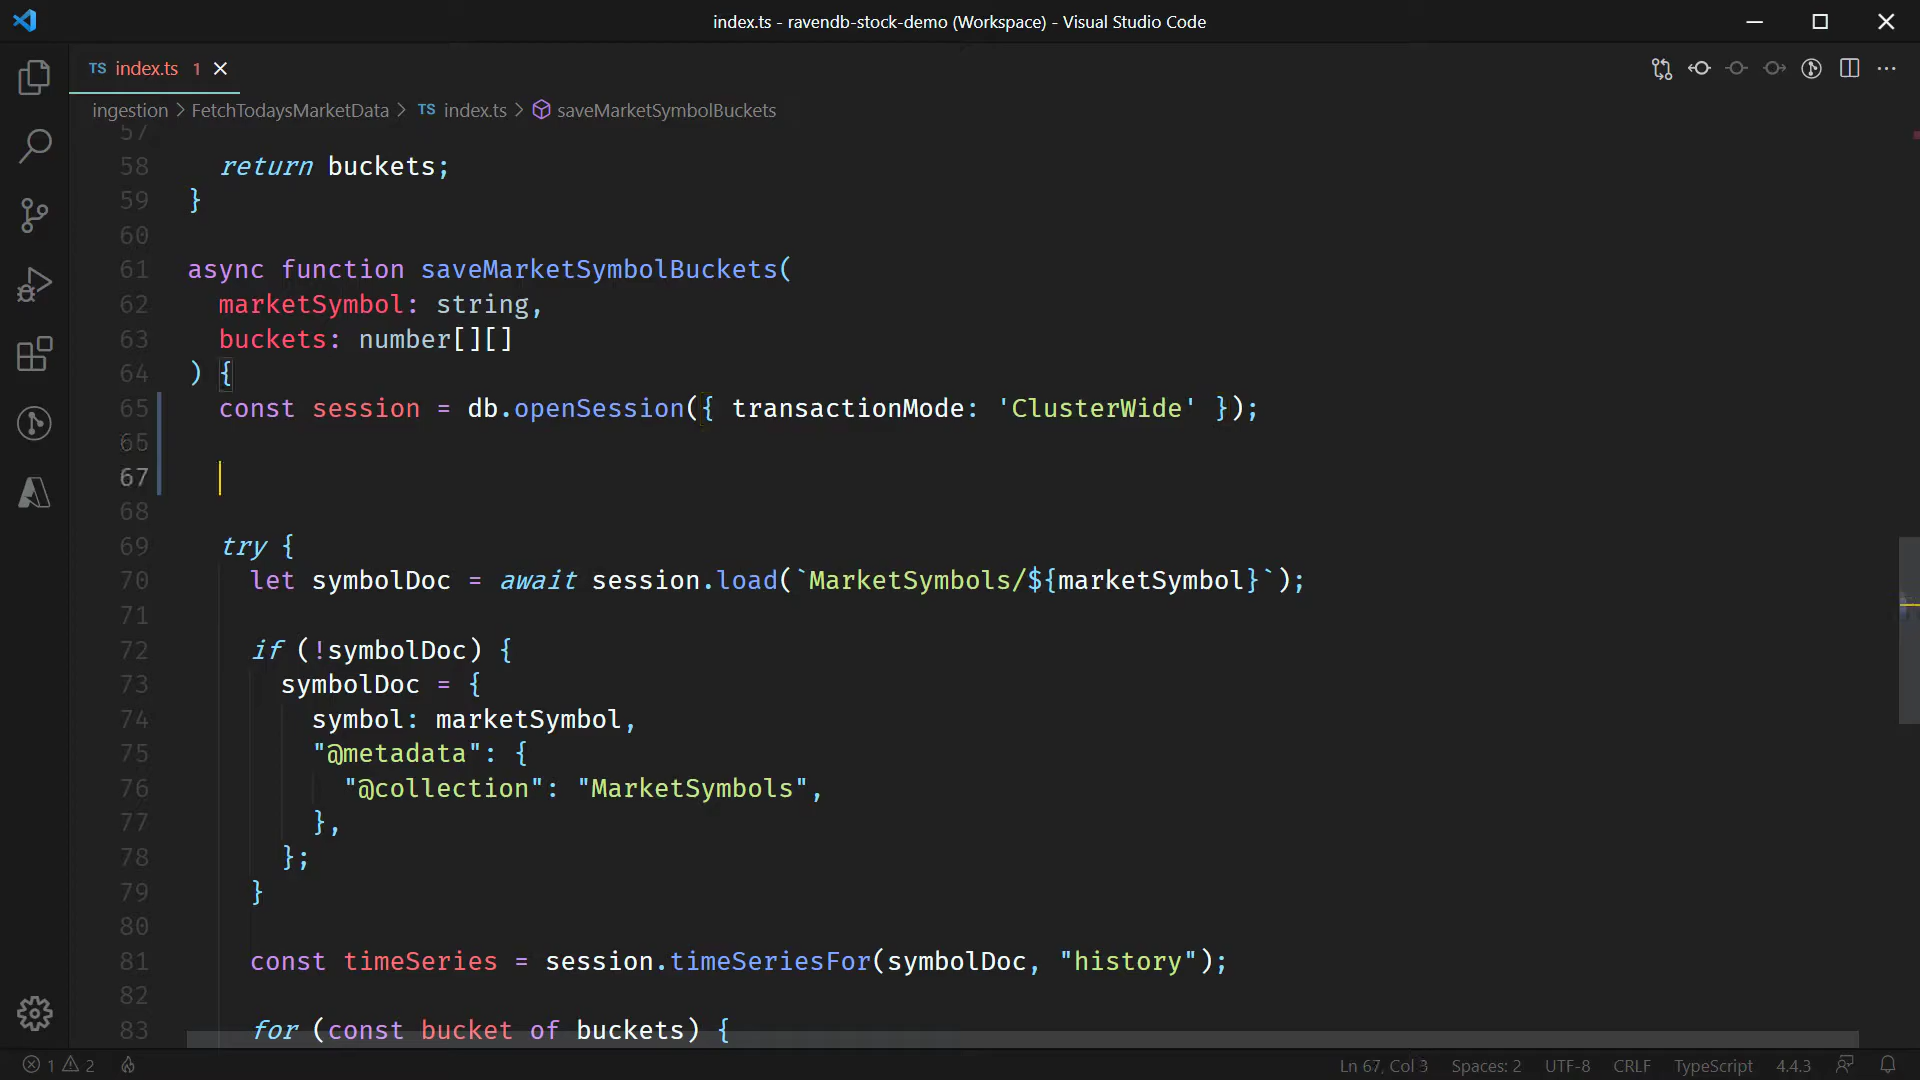 index.ts - ravendb-stock-demo (Workspace) - Visual Studio Code
TS index.ts 1
ingestion > FetchTodaysMarketData > TS index.ts > saveMarketSymbolBuckets
57
58 return buckets;
59 }
60
61 async function saveMarketSymbolBuckets(
62 marketSymbol: string,
63 buckets: number[][]
64 ) {
65 const session = db.openSession({ transactionMode: 'ClusterWide' });
67
68
69 try {
70 let symbolDoc = await session.load(`MarketSymbols/${marketSymbol}`);
71
72 if (!symbolDoc) {
73 symbolDoc = {
74 symbol: marketSymbol,
75 "@metadata": {
76 "@collection": "MarketSymbols",
77 },
78 };
79 }
80
81 const timeSeries = session.timeSeriesFor(symbolDoc, "history");
82
83 for (const bucket of buckets) {
1 2 Ln 67, Col 3 Spaces: 2 UTF-8 CRLF TypeScript 4.4.3